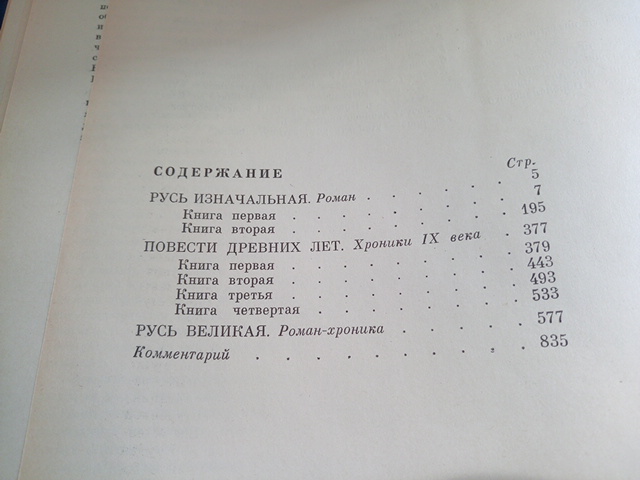 СОДЕРЖАНИЕ
Стр.
РУСЬ ИЗНАЧАЛЬНАЯ. Роман . . . . . 5
Книга первая . . . . . . . . 7
Книга вторая . . . . . . . . 195
ПОВЕСТИ ДРЕВНИХ ЛЕТ. Хроники IX века . 377
Книга первая . . . . . . . . 379
Книга вторая . . . . . . . . 443
Книга третья . . . . . . . . 493
Книга четвертая . . . . . . . 533
РУСЬ ВЕЛИКАЯ. Роман-хроника . . . . . 577
Комментарий . . . . . . . . . . 835